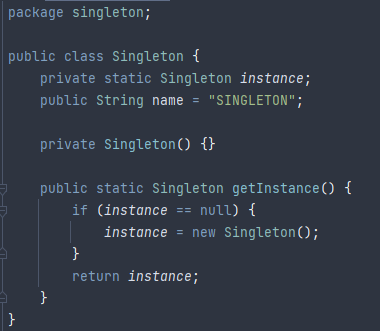 package singleton;
public class Singleton {
    private static Singleton instance;
    public String name = "SINGLETON";
    private Singleton() {}
    public static Singleton getInstance() {
        if (instance == null) {
            instance = new Singleton();
        }
        return instance;
    }
}